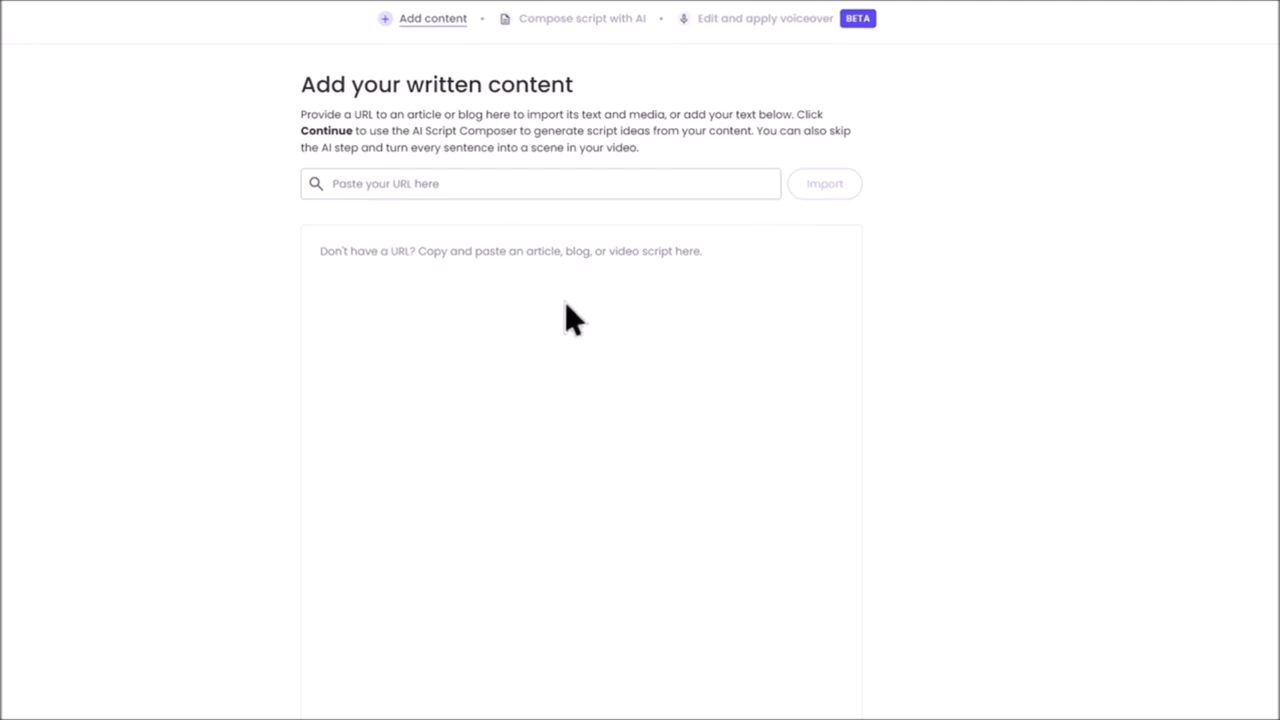 Add content • Compose script with AI • Edit and apply voiceover BETA
Add your written content
Provide a URL to an article or blog here to import its text and media, or add your text below. Click
Continue to use the AI Script Composer to generate script ideas from your content. You can also skip
the AI step and turn every sentence into a scene in your video.
Paste your URL here Import
Don't have a URL? Copy and paste an article, blog, or video script here.